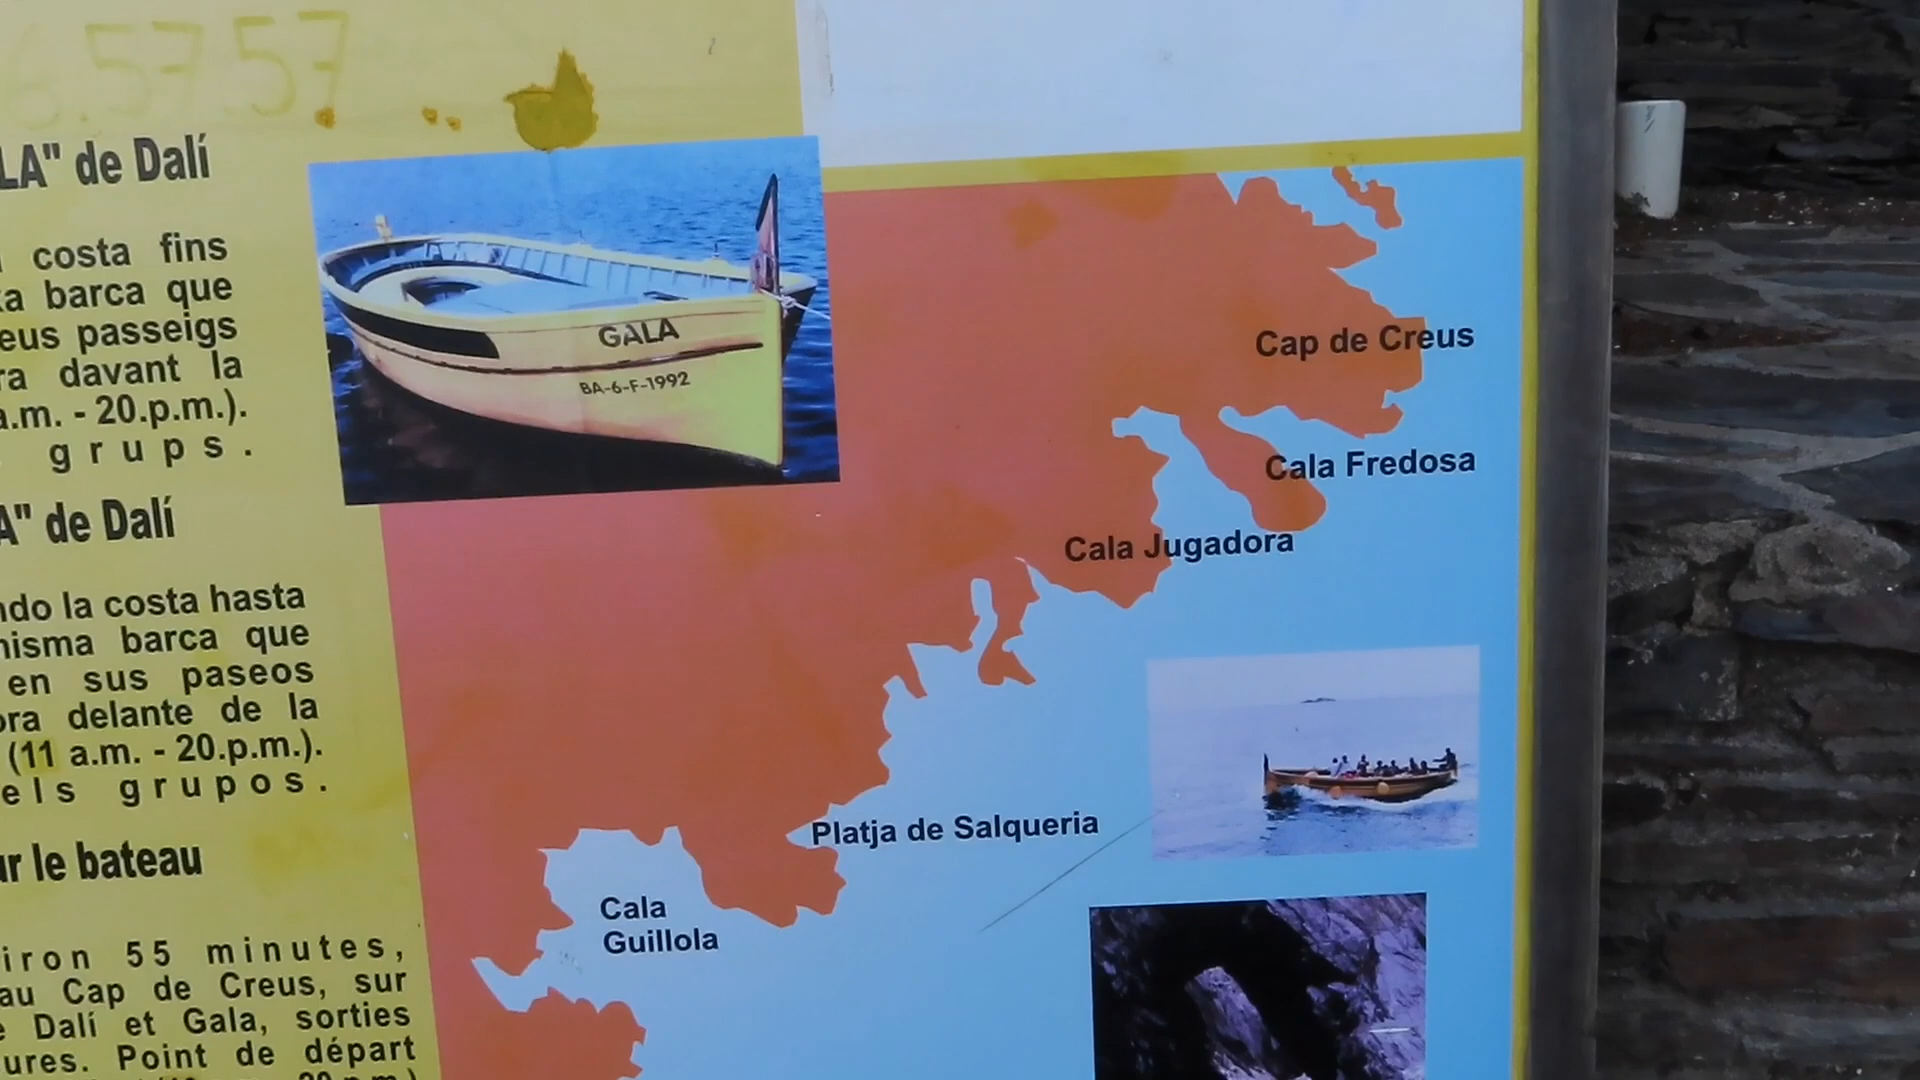 6.57.57
LA" de Dalí
costa fins
barca que
eus passeigs
ra davant la
a.m. - 20.p.m.).
grups.
A" de Dalí
ndo la costa hasta
misma barca que
en sus paseos
ora delante de la
(11 a.m. - 20.p.m.).
els grupos.
ur le bateau
iron 55 minutes,
au Cap de Creus, sur
e Dalí et Gala, sorties
ures. Point de départ
GALA
BA-6-F-1992
Cap de Creus
Cala Fredosa
Cala Jugadora
Platja de Salqueria
Cala
Guillola